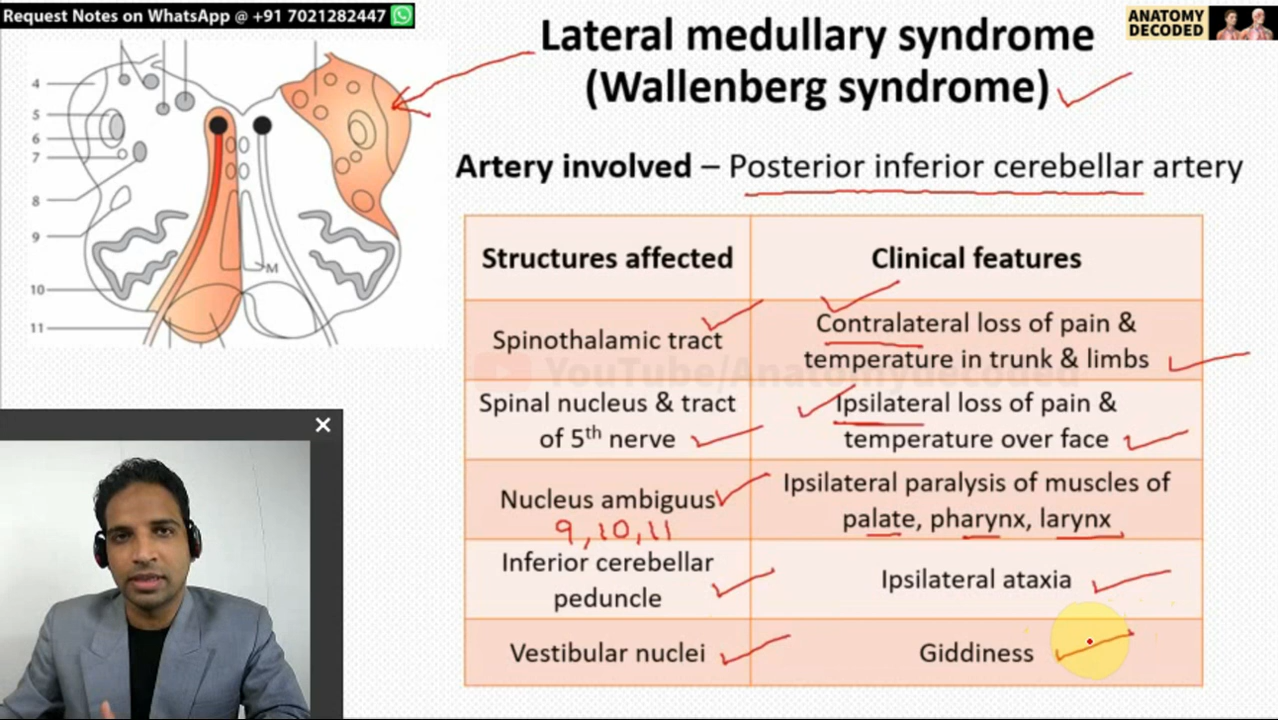 Request Notes on WhatsApp @ +91 7021282447
Lateral medullary syndrome
(Wallenberg syndrome)
ANATOMY
DECODED
Artery involved – Posterior inferior cerebellar artery
4
5
6
7
8
9
10
11
M
Structures affected
Clinical features
Spinothalamic tract
Contralateral loss of pain &
temperature in trunk & limbs
YouTube/Anatomydecoded
Spinal nucleus & tract
of 5th nerve
Ipsilateral loss of pain &
temperature over face
Nucleus ambiguus
9, 10, 11
Ipsilateral paralysis of muscles of
palate, pharynx, larynx
Inferior cerebellar
peduncle
Ipsilateral ataxia
Vestibular nuclei
Giddiness